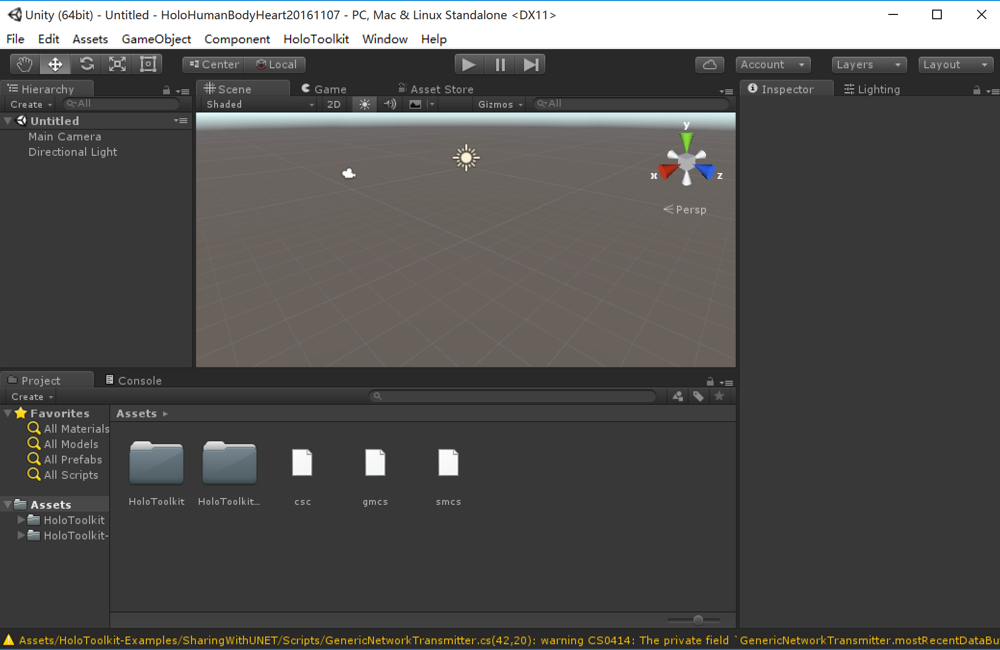 Unity (64bit) - Untitled - HoloHumanBodyHeart20161107 - PC, Mac & Linux Standalone <DX11>
File Edit Assets GameObject Component HoloToolkit Window Help
Center Local Account Layers Layout
Hierarchy Scene Game Asset Store Inspector Lighting
Create All Shaded 2D Gizmos All
Untitled
Main Camera
Directional Light
y
x z
Persp
Project Console
Create
Favorites Assets
All Materials
All Models
All Prefabs
All Scripts
HoloToolkit HoloToolkit... csc gmcs smcs
Assets
HoloToolkit
HoloToolkit-
Assets/HoloToolkit-Examples/SharingWithUNET/Scripts/GenericNetworkTransmitter.cs(42,20): warning CS0414: The private field `GenericNetworkTransmitter.mostRecentDataBu